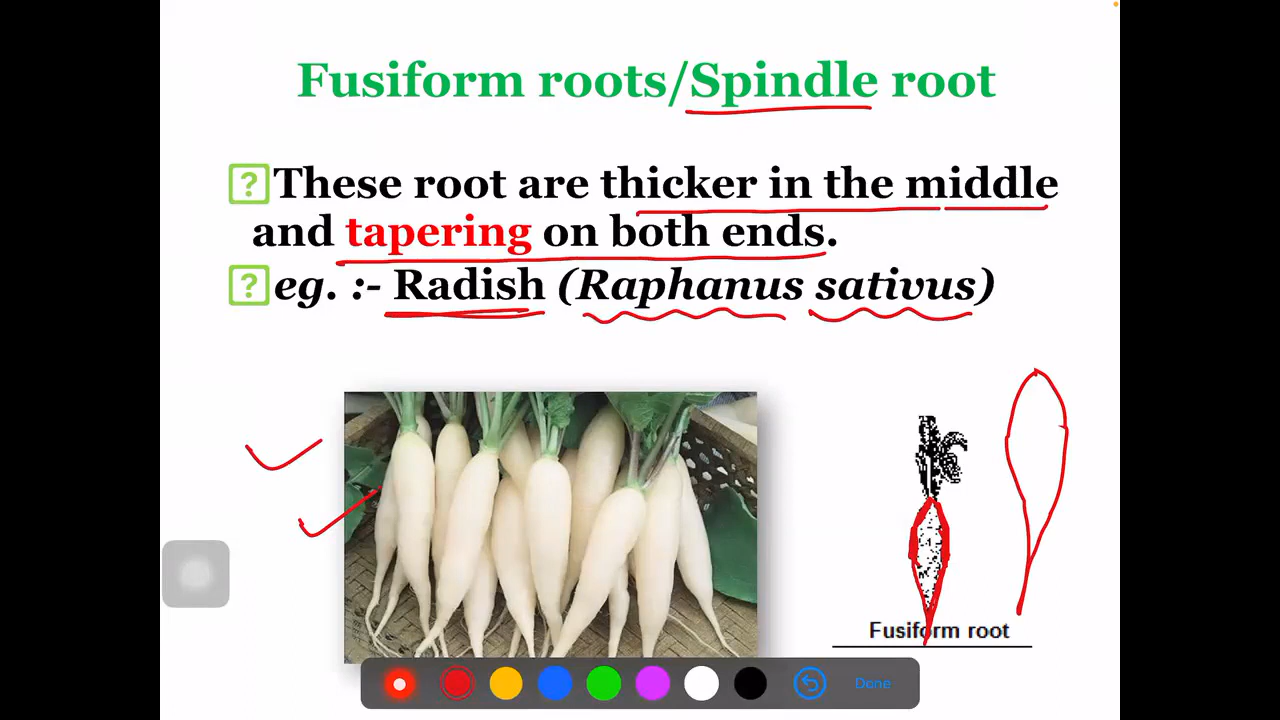 Fusiform roots/Spindle root
?These root are thicker in the middle
and tapering on both ends.
?eg. :- Radish (Raphanus sativus)
Fusiform root
Done